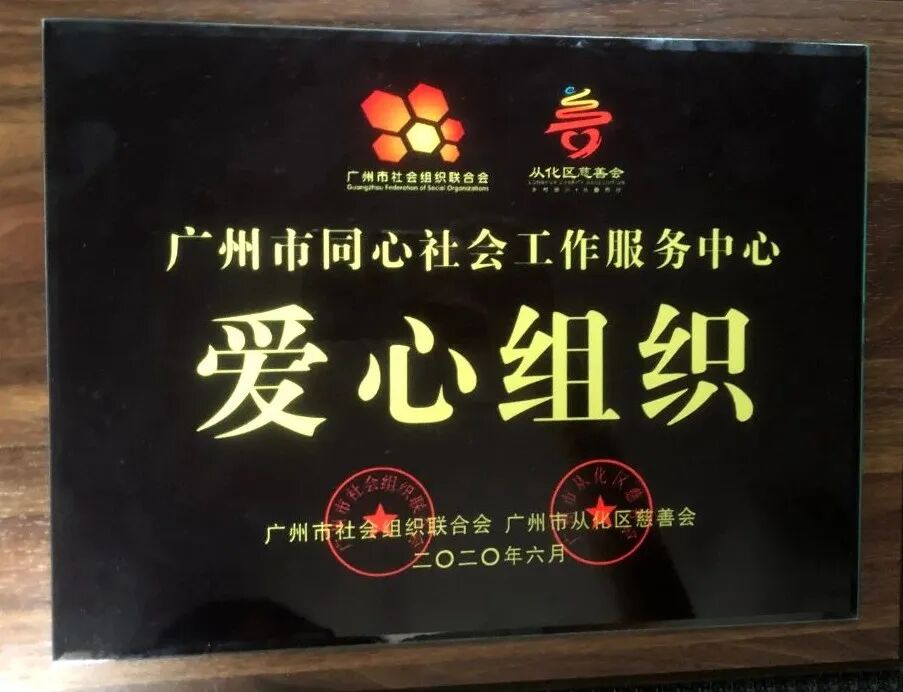 广州市社会组织联合会
Guangzhou Federation of Social Organizations
从化区慈善会
广州市同心社会工作服务中心
爱心组织
广州市社会组织联合会 广州市从化区慈善会
二〇二〇年六月